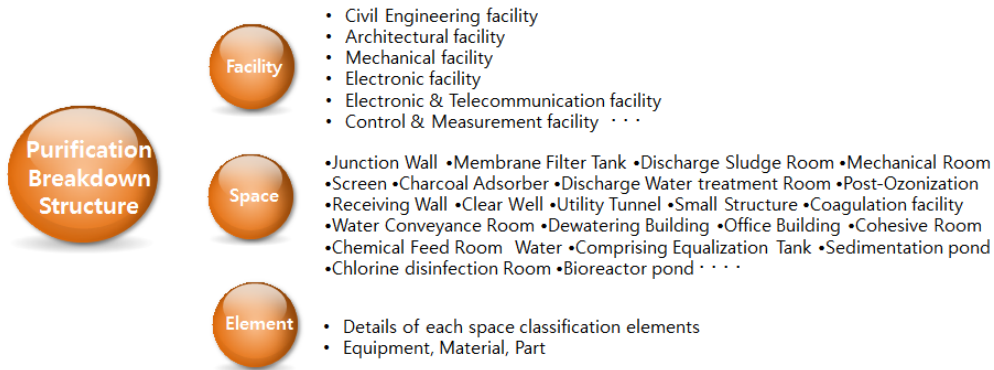 Purification
Breakdown
Structure
Facility
• Civil Engineering facility
• Architectural facility
• Mechanical facility
• Electronic facility
• Electronic & Telecommunication facility
• Control & Measurement facility · · ·
Space
•Junction Wall •Membrane Filter Tank •Discharge Sludge Room •Mechanical Room
•Screen •Charcoal Adsorber •Discharge Water treatment Room •Post-Ozonization
•Receiving Wall •Clear Well •Utility Tunnel •Small Structure •Coagulation facility
•Water Conveyance Room •Dewatering Building •Office Building •Cohesive Room
•Chemical Feed Room Water •Comprising Equalization Tank •Sedimentation pond
•Chlorine disinfection Room •Bioreactor pond · · · ·
Element
• Details of each space classification elements
• Equipment, Material, Part